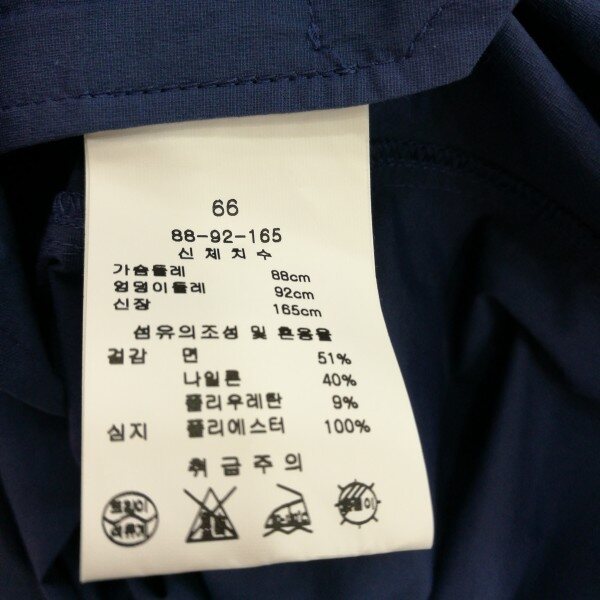 66
88-92-165
신체치수
가슴둘레 88cm
엉덩이둘레 92cm
신장 165cm
섬유의조성 및 혼용율
겉감 면 51%
나일론 40%
폴리우레탄 9%
심지 폴리에스터 100%
취급주의
드라이